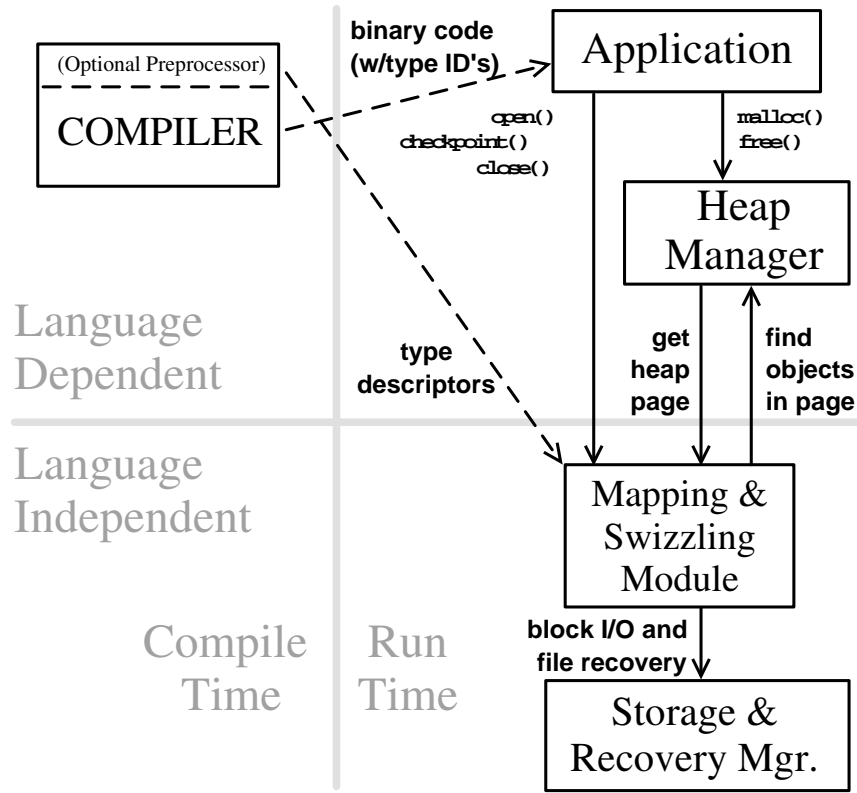 (Optional Preprocessor)
COMPILER
binary code
(w/type ID's)
Application
open()
checkpoint()
close()
malloc()
free()
Heap
Manager
Language
Dependent
type
descriptors
get
heap
page
find
objects
in page
Language
Independent
Mapping &
Swizzling
Module
Compile
Time
Run
Time
block I/O and
file recovery
Storage &
Recovery Mgr.